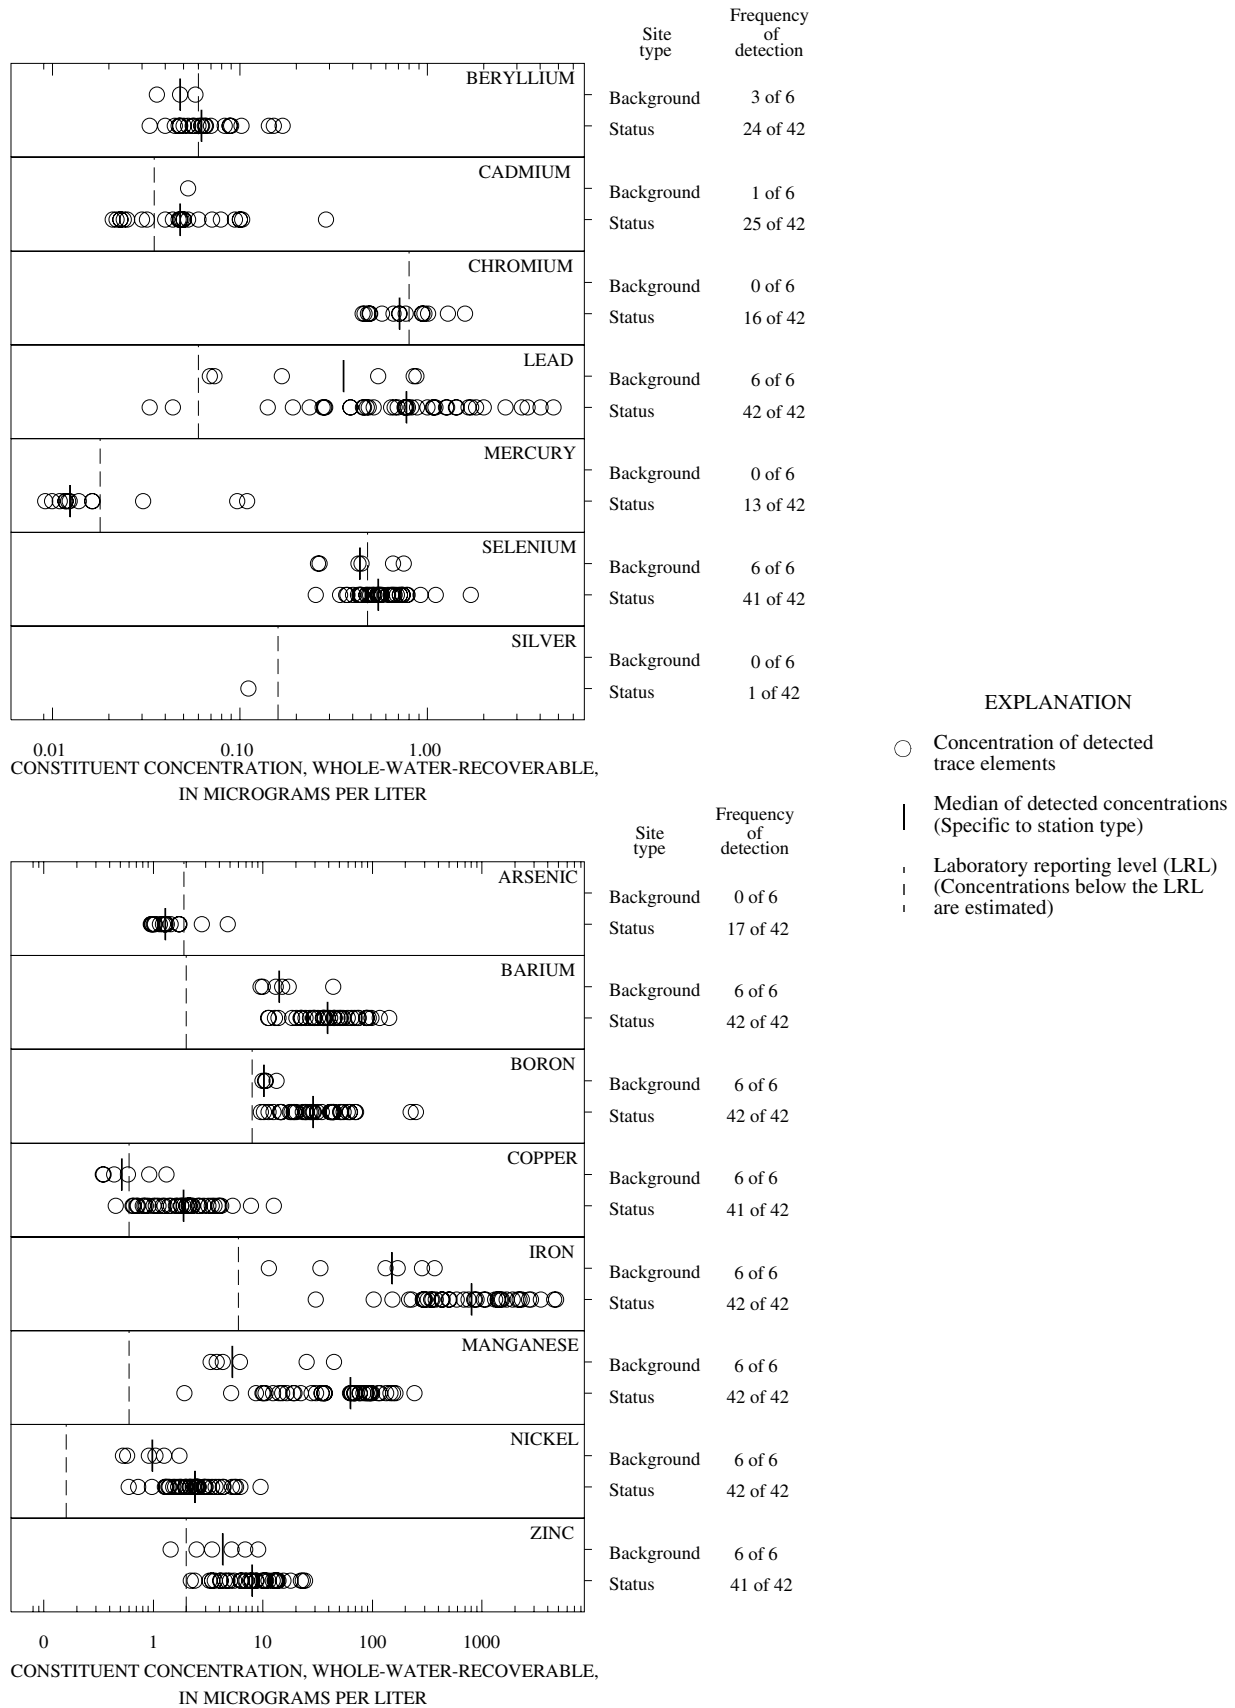 Site
type
Frequency
of
detection
BERYLLIUM
Background 3 of 6
Status 24 of 42
CADMIUM
Background 1 of 6
Status 25 of 42
CHROMIUM
Background 0 of 6
Status 16 of 42
LEAD
Background 6 of 6
Status 42 of 42
MERCURY
Background 0 of 6
Status 13 of 42
SELENIUM
Background 6 of 6
Status 41 of 42
SILVER
Background 0 of 6
Status 1 of 42
0.01 0.10 1.00
CONSTITUENT CONCENTRATION, WHOLE-WATER-RECOVERABLE,
IN MICROGRAMS PER LITER
EXPLANATION
Concentration of detected
trace elements
Median of detected concentrations
(Specific to station type)
Laboratory reporting level (LRL)
(Concentrations below the LRL
are estimated)
Site
type
Frequency
of
detection
ARSENIC
Background 0 of 6
Status 17 of 42
BARIUM
Background 6 of 6
Status 42 of 42
BORON
Background 6 of 6
Status 42 of 42
COPPER
Background 6 of 6
Status 41 of 42
IRON
Background 6 of 6
Status 42 of 42
MANGANESE
Background 6 of 6
Status 42 of 42
NICKEL
Background 6 of 6
Status 42 of 42
ZINC
Background 6 of 6
Status 41 of 42
0 1 10 100 1000
CONSTITUENT CONCENTRATION, WHOLE-WATER-RECOVERABLE,
IN MICROGRAMS PER LITER